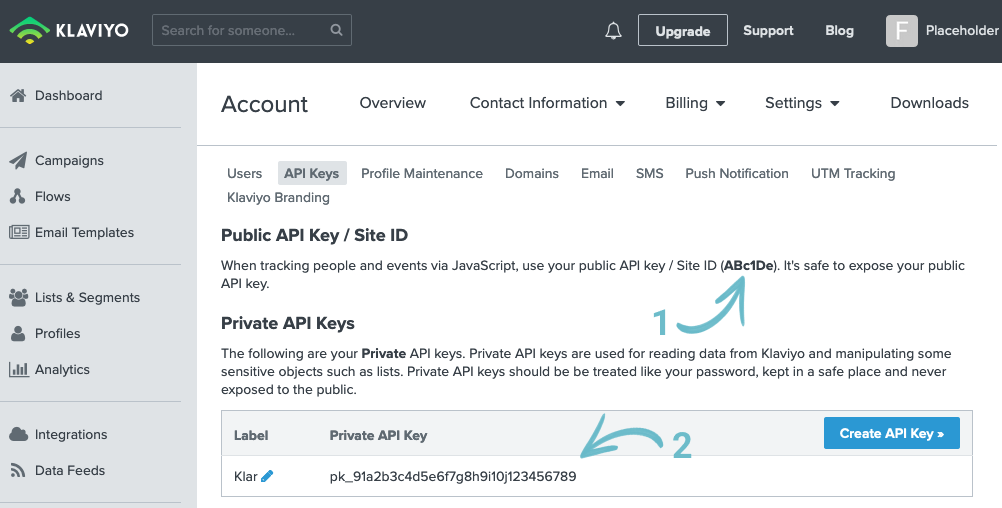 KLAVIYO
Search for someone...
Upgrade
Support
Blog
F
Placeholder
Dashboard
Campaigns
Flows
Email Templates
Lists & Segments
Profiles
Analytics
Integrations
Data Feeds
Account
Overview
Contact Information
Billing
Settings
Downloads
Users
API Keys
Profile Maintenance
Domains
Email
SMS
Push Notification
UTM Tracking
Klaviyo Branding
Public API Key / Site ID
When tracking people and events via JavaScript, use your public API key / Site ID (ABc1De). It's safe to expose your public
API key.
1
Private API Keys
The following are your Private API keys. Private API keys are used for reading data from Klaviyo and manipulating some
sensitive objects such as lists. Private API keys should be be treated like your password, kept in a safe place and never
exposed to the public.
Label
Private API Key
2
Create API Key »
Klar
pk_91a2b3c4d5e6f7g8h9i10j123456789